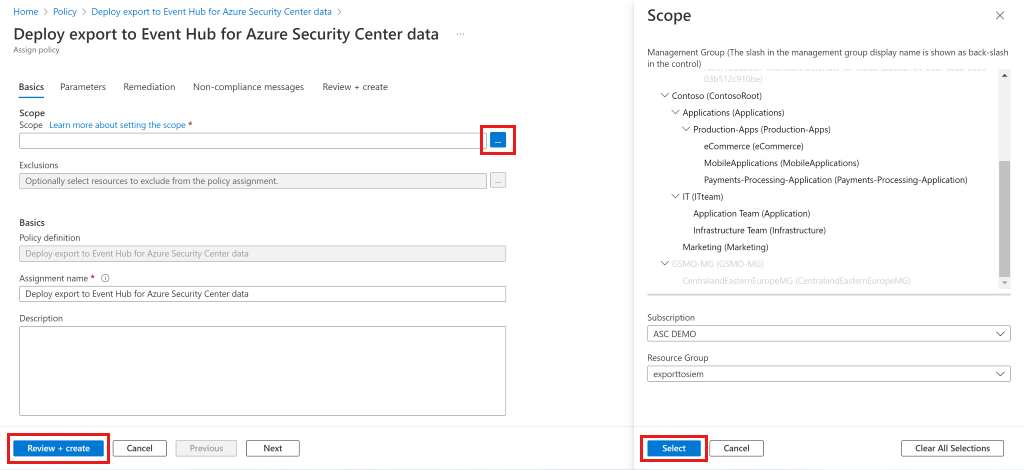 Home > Policy > Deploy export to Event Hub for Azure Security Center data >
Deploy export to Event Hub for Azure Security Center data ...
Assign policy
Basics Parameters Remediation Non-compliance messages Review + create
Scope
Scope Learn more about setting the scope *
...
Exclusions
Optionally select resources to exclude from the policy assignment.
...
Basics
Policy definition
Deploy export to Event Hub for Azure Security Center data
Assignment name *
Deploy export to Event Hub for Azure Security Center data
Description
Review + create Cancel Previous Next
Scope
Management Group (The slash in the management group display name is shown as back-slash
in the control)
03b512c910be)
Contoso (ContosoRoot)
Applications (Applications)
Production-Apps (Production-Apps)
eCommerce (eCommerce)
MobileApplications (MobileApplications)
Payments-Processing-Application (Payments-Processing-Application)
IT (ITteam)
Application Team (Application)
Infrastructure Team (Infrastructure)
Marketing (Marketing)
GSMO-MG (GSMO-MG)
CentralandEasternEuropeMG (CentralandEasternEuropeMG)
Subscription
ASC DEMO
Resource Group
exporttosiem
Select Cancel Clear All Selections